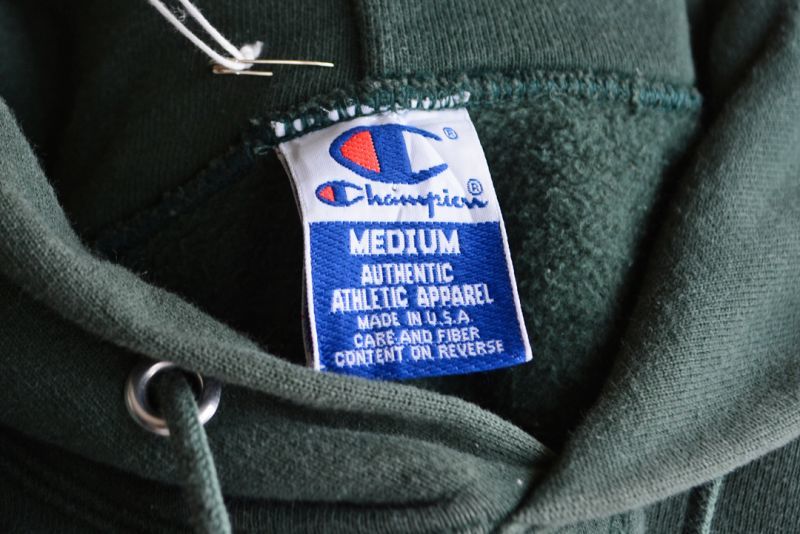 ®
Champion®
MEDIUM
AUTHENTIC
ATHLETIC APPAREL
MADE IN U.S.A.
CARE AND FIBER
CONTENT ON REVERSE